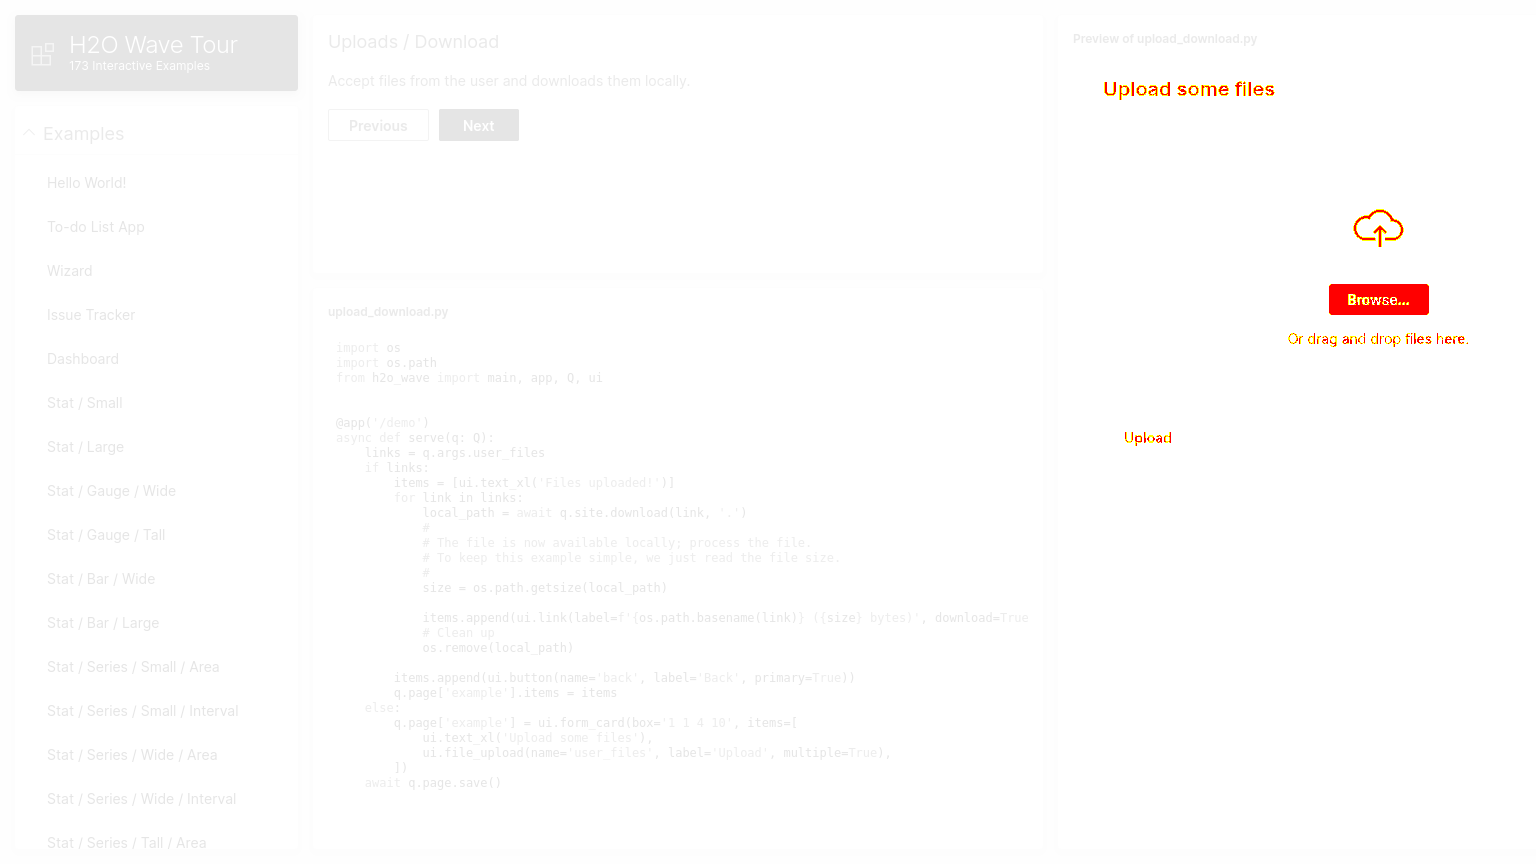 H2O Wave Tour
173 Interactive Examples
Examples
Hello World!
To-do List App
Wizard
Issue Tracker
Dashboard
Stat / Small
Stat / Large
Stat / Gauge / Wide
Stat / Gauge / Tall
Stat / Bar / Wide
Stat / Bar / Large
Stat / Series / Small / Area
Stat / Series / Small / Interval
Stat / Series / Wide / Area
Stat / Series / Wide / Interval
Stat / Series / Tall / Area
Uploads / Download
Accept files from the user and downloads them locally.
Previous
Next
upload_download.py
import os
import os.path
from h2o_wave import main, app, Q, ui
@app('/demo')
async def serve(q: Q):
    links = q.args.user_files
    if links:
        items = [ui.text_xl('Files uploaded!')]
        for link in links:
            local_path = await q.site.download(link, '.')
            #
            # The file is now available locally; process the file.
            # To keep this example simple, we just read the file size.
            #
            size = os.path.getsize(local_path)
            items.append(ui.link(label=f'{os.path.basename(link)} ({size} bytes)', download=True
            # Clean up
            os.remove(local_path)
        items.append(ui.button(name='back', label='Back', primary=True))
        q.page['example'].items = items
    else:
        q.page['example'] = ui.form_card(box='1 1 4 10', items=[
            ui.text_xl('Upload some files'),
            ui.file_upload(name='user_files', label='Upload', multiple=True),
        ])
    await q.page.save()
Preview of upload_download.py
Upload some files
Browse...
Or drag and drop files here.
Upload